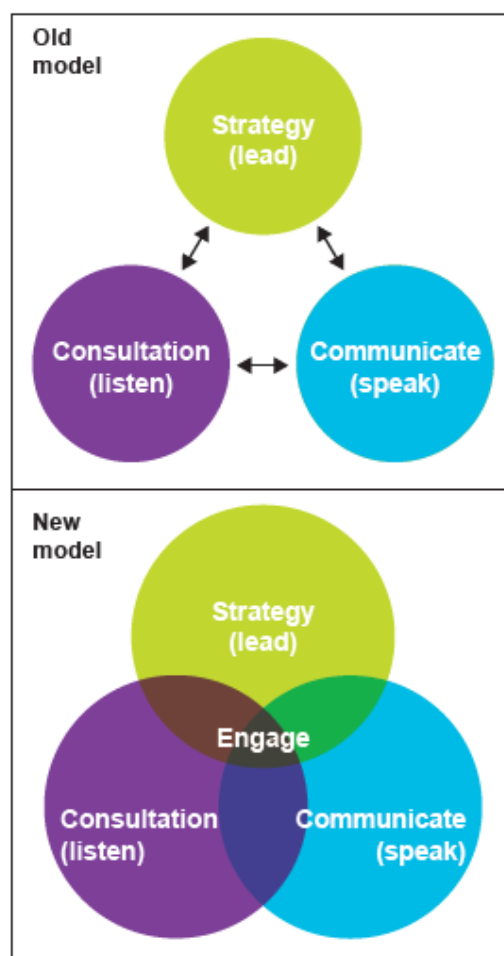 Old
model
Strategy
(lead)
Consultation
(listen)
Communicate
(speak)
New
model
Strategy
(lead)
Engage
Consultation
(listen)
Communicate
(speak)